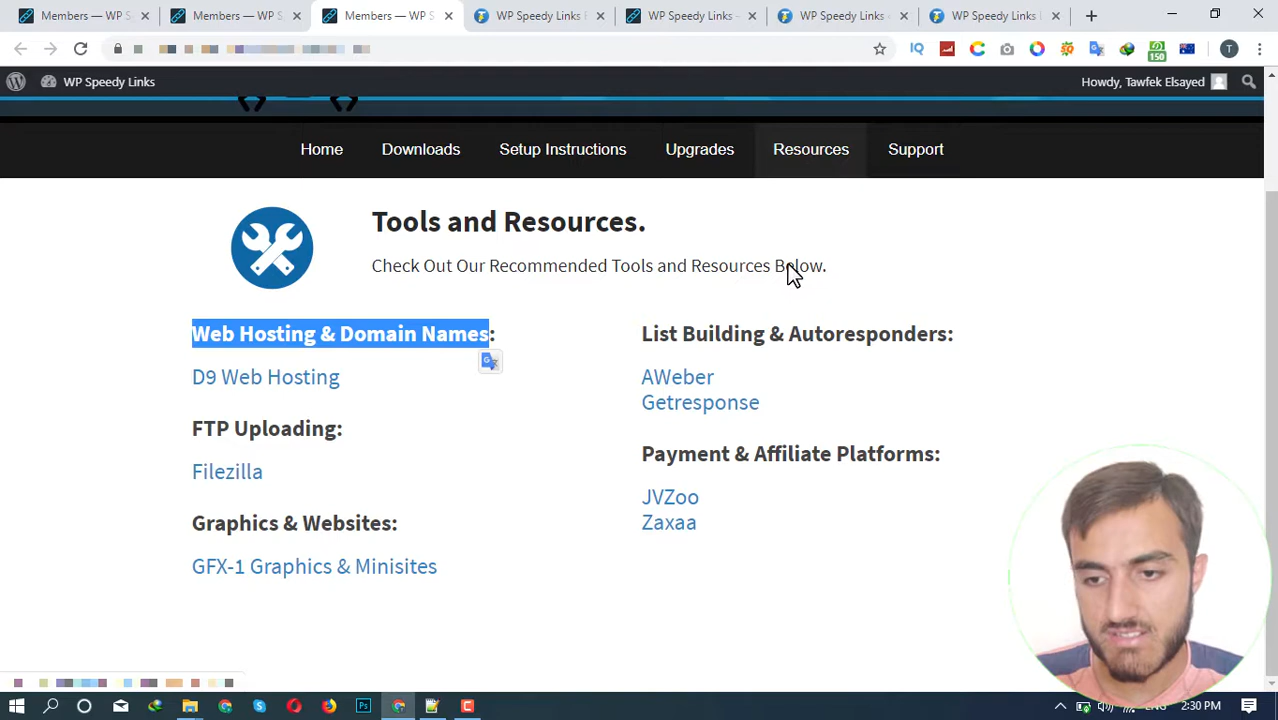 Members — WP S
Members — WP S
Members — WP S
WP Speedy Links
WP Speedy Links -
WP Speedy Links
WP Speedy Links
IQ
150
T
WP Speedy Links
Howdy, Tawfek Elsayed
Home
Downloads
Setup Instructions
Upgrades
Resources
Support
Tools and Resources.
Check Out Our Recommended Tools and Resources Below.
Web Hosting & Domain Names:
D9 Web Hosting
FTP Uploading:
Filezilla
Graphics & Websites:
GFX-1 Graphics & Minisites
List Building & Autoresponders:
AWeber
Getresponse
Payment & Affiliate Platforms:
JVZoo
Zaxaa
Ps
2:30 PM